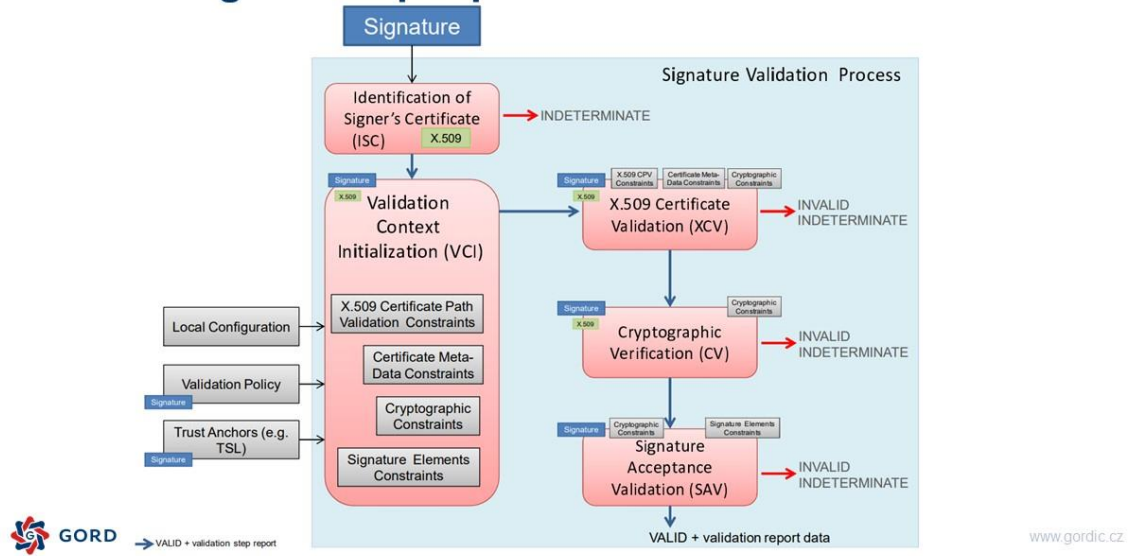 Signature
Signature Validation Process
Identification of
Signer's Certificate
(ISC)
X.509
INDETERMINATE
Signature
X.509
Validation
Context
Initialization (VCI)
X.509 Certificate Path
Validation Constraints
Certificate Meta-
Data Constraints
Cryptographic
Constraints
Signature Elements
Constraints
Local Configuration
Validation Policy
Signature
Trust Anchors (e.g.
TSL)
Signature
Signature
X.509
X.509 CPV
Constraints
Certificate Meta-
Data Constraints
Cryptographic
Constraints
X.509 Certificate
Validation (XCV)
INVALID
INDETERMINATE
Signature
X.509
Cryptographic
Constraints
Cryptographic
Verification (CV)
INVALID
INDETERMINATE
Signature
Cryptographic
Constraints
Signature Elements
Constraints
Signature
Acceptance
Validation (SAV)
INVALID
INDETERMINATE
VALID + validation report data
G
GORD
VALID + validation step report
www.gordic.cz